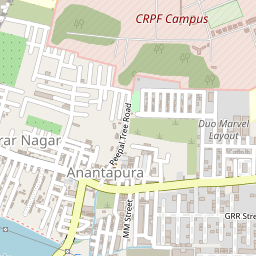 CRPF Campus
Peepal Tree Road
Duo Marvel
Layout
rar Nagar
Anantapura
MM Street
GRR Stre